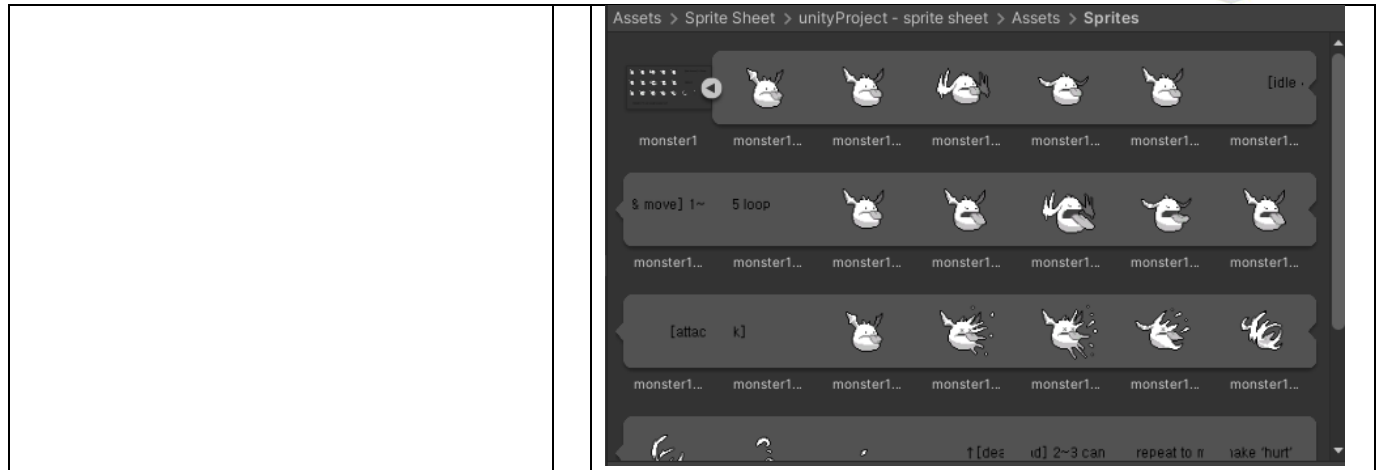 Assets > Sprite Sheet > unityProject - sprite sheet > Assets > Sprites
[idle
monster1 monster1... monster1... monster1... monster1... monster1... monster1...
& move] 1~ 5 loop
monster1... monster1... monster1... monster1... monster1... monster1... monster1...
[attac k]
monster1... monster1... monster1... monster1... monster1... monster1... monster1...
↑[dea d] 2~3 can repeat to make 'hurt'